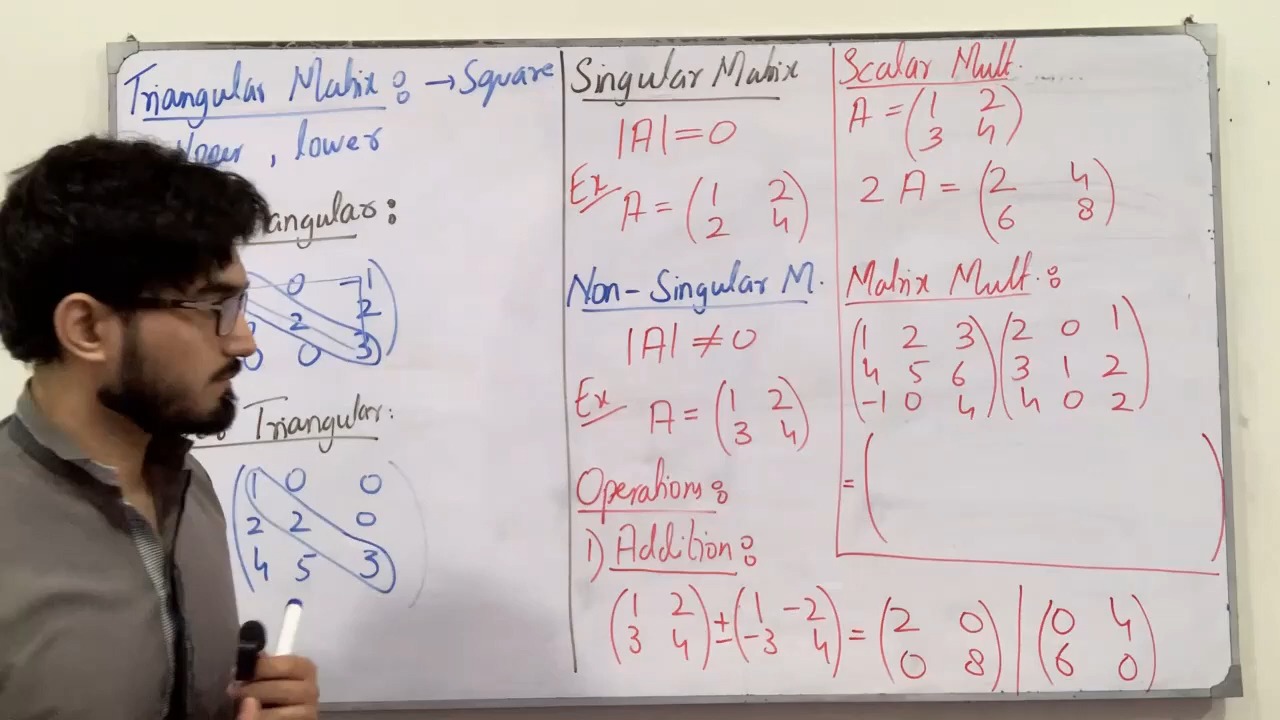 Triangular Matrix : → Square
, lower
angular :
0 1
2 2
0 0 3
Triangular :
1 0 0
2 2 0
4 5 3
Singular Matrix
|A| = 0
Ex A = (1 2
2 4)
Non-Singular M.
|A| ≠ 0
Ex A = (1 2
3 4)
Operations :
1) Addition :
(1 2 ± (1 -2 = (2 0 | (0 4
3 4) -3 4) 0 8) 6 0)
Scalar Mult.
A = (1 2
3 4)
2 A = (2 4
6 8)
Matrix Mult. :
(1 2 3 (2 0 1
4 5 6 3 1 2
-1 0 4) 4 0 2)
= ( )